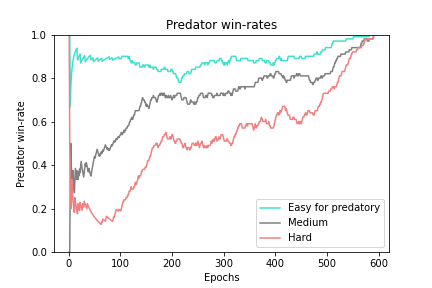 Predator win-rates
Predator win-rate
1.0
0.8
0.6
0.4
0.2
0.0
0
100
200
300
400
500
600
Epochs
Easy for predatory
Medium
Hard